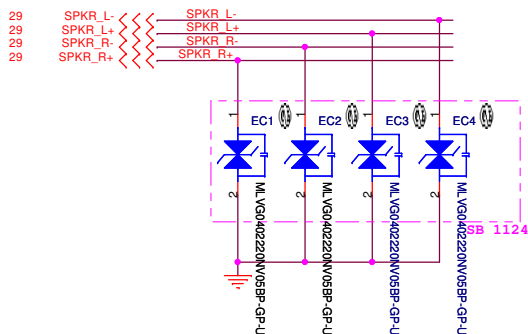 29 SPKR_L- SPKR_L-
29 SPKR_L+ SPKR_L+
29 SPKR_R- SPKR_R-
29 SPKR_R+ SPKR_R+
1 EC1 1 EC2 1 EC3 1 EC4
2 2 2 2
MLVG0402220NV05BP-GP-U
MLVG0402220NV05BP-GP-U
MLVG0402220NV05BP-GP-U
MLVG0402220NV05BP-GP-U
SB 1124